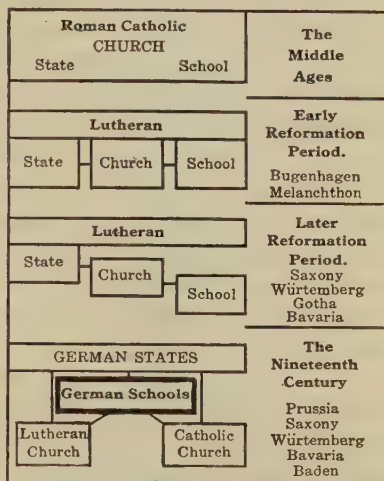 Roman Catholic
CHURCH
State School
The
Middle
Ages
Lutheran
State Church School
Early
Reformation
Period.
Bugenhagen
Melanchthon
Lutheran
State
Church
School
Later
Reformation
Period.
Saxony
Würtemberg
Gotha
Bavaria
GERMAN STATES
German Schools
Lutheran
Church
Catholic
Church
The
Nineteenth
Century
Prussia
Saxony
Würtemberg
Bavaria
Baden